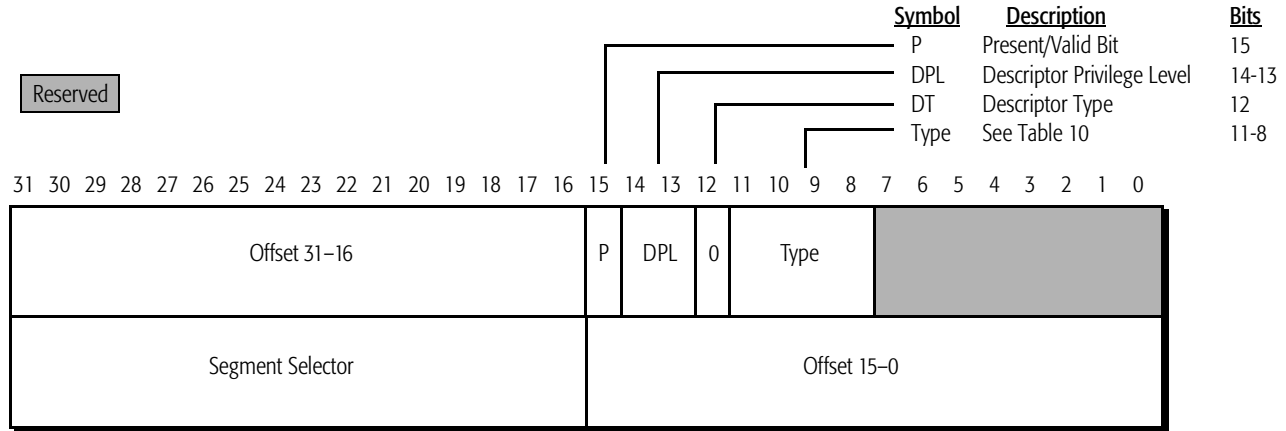 Symbol Description Bits
P Present/Valid Bit 15
DPL Descriptor Privilege Level 14-13
DT Descriptor Type 12
Type See Table 10 11-8
Reserved
31 30 29 28 27 26 25 24 23 22 21 20 19 18 17 16 15 14 13 12 11 10 9 8 7 6 5 4 3 2 1 0
Offset 31–16 P DPL 0 Type
Segment Selector Offset 15–0